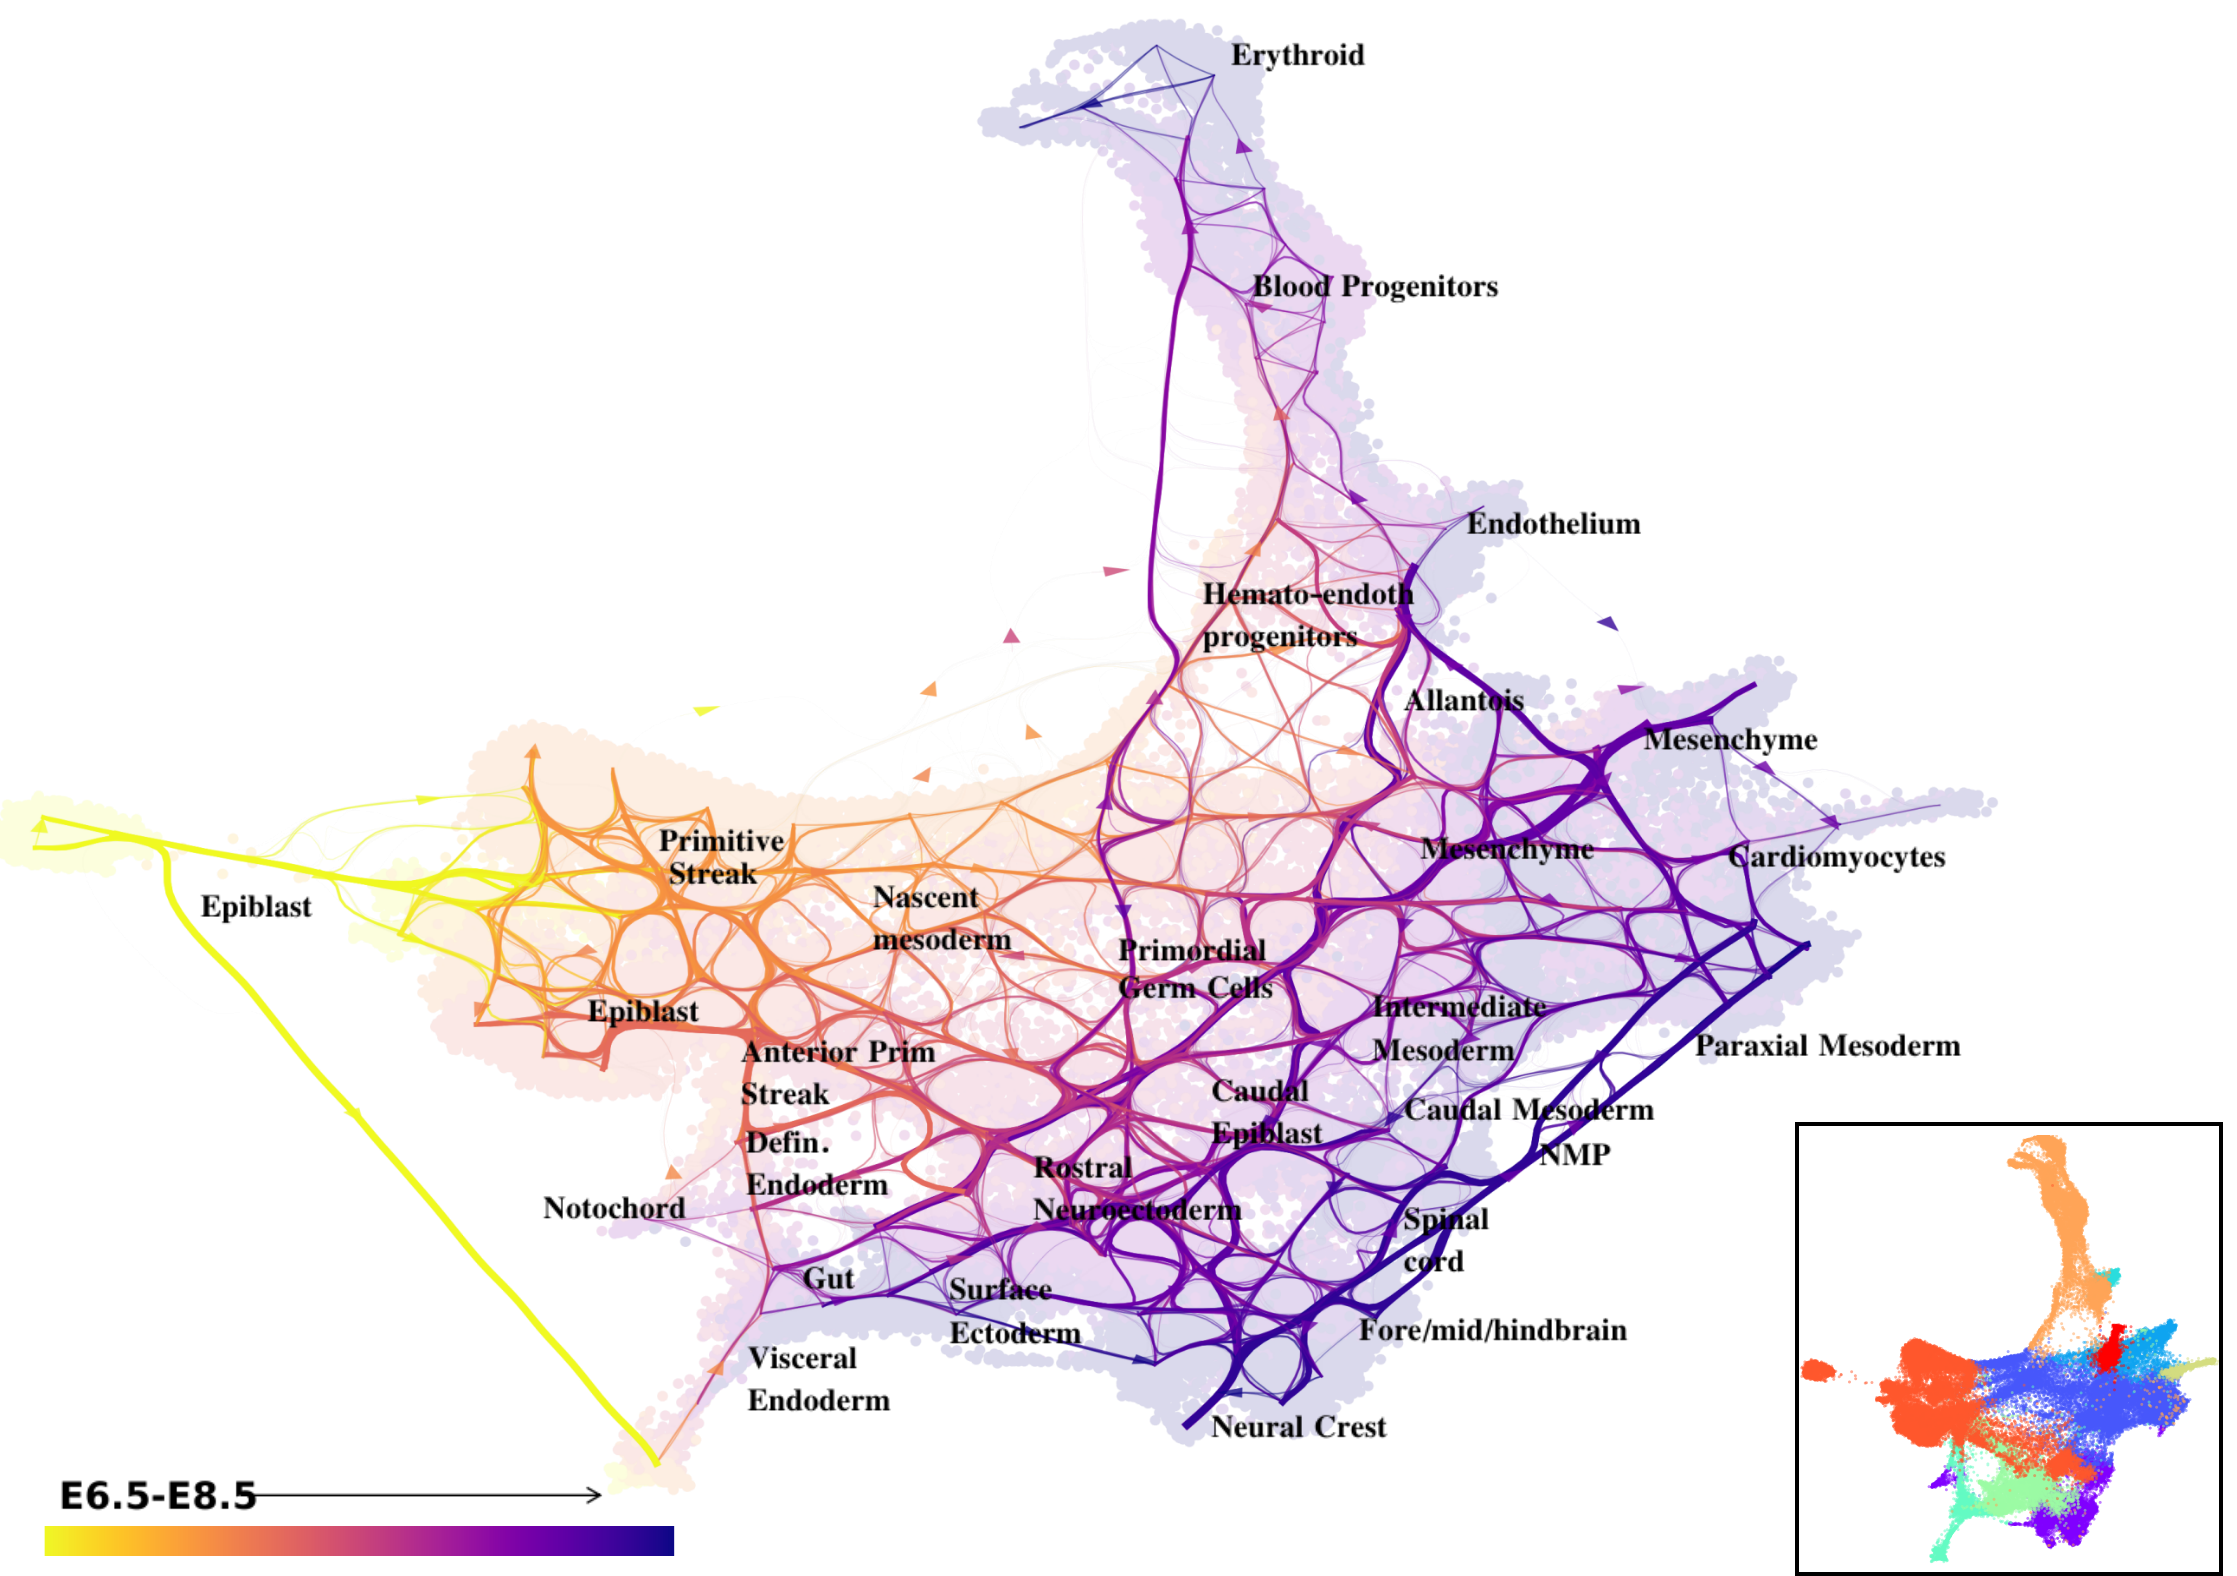 Erythroid
Blood Progenitors
Endothelium
Hemato-endoth
progenitors
Allantois
Mesenchyme
Primitive
Streak
Mesenchyme
Cardiomyocytes
Epiblast
Nascent
mesoderm
Primordial
Germ Cells
Epiblast
Intermediate
Mesoderm
Paraxial Mesoderm
Anterior Prim
Streak
Caudal
Epiblast
Caudal Mesoderm
Defin.
Endoderm
NMP
Rostral
Neuroectoderm
Notochord
Spinal
cord
Gut
Surface
Ectoderm
Fore/mid/hindbrain
Visceral
Endoderm
Neural Crest
E6.5-E8.5